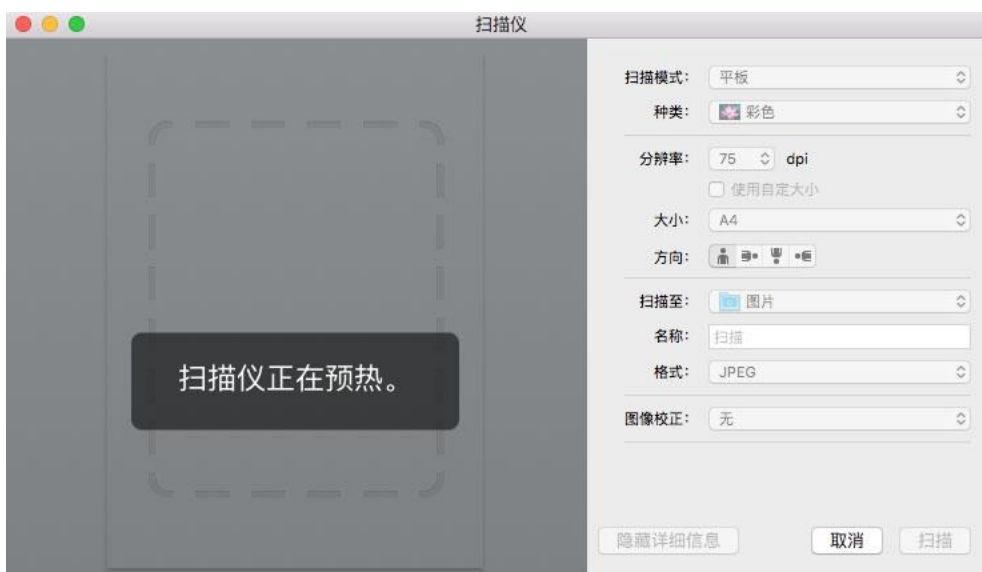 扫描仪
扫描模式: 平板
种类: 彩色
分辨率: 75 dpi
使用自定大小
大小: A4
方向:
扫描至: 图片
名称: 扫描
格式: JPEG
图像校正: 无
扫描仪正在预热。
隐藏详细信息 取消 扫描